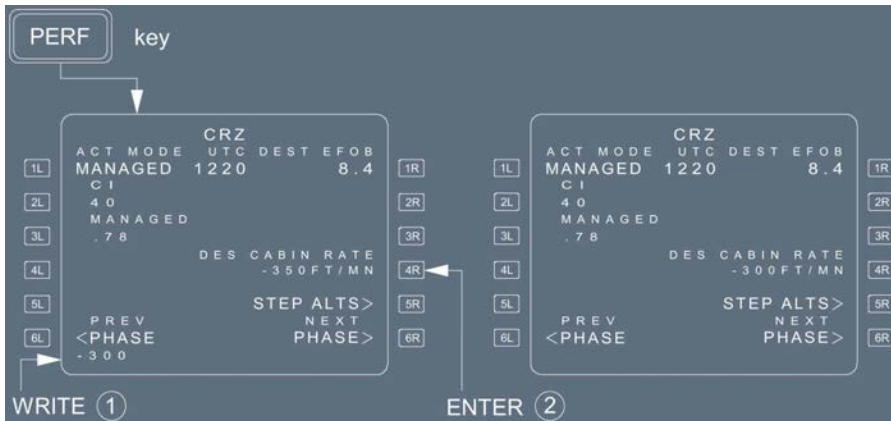 PERF key
CRZ
ACT MODE UTC DEST EFOB
1L MANAGED 1220 8.4 1R
CI
2L 40 2R
MANAGED
3L .78 3R
DES CABIN RATE
4L -350FT/MN 4R
5L STEP ALTS> 5R
PREV NEXT
6L <PHASE PHASE> 6R
-300
WRITE 1
ENTER 2
CRZ
ACT MODE UTC DEST EFOB
1L MANAGED 1220 8.4 1R
CI
2L 40 2R
MANAGED
3L .78 3R
DES CABIN RATE
4L -300FT/MN 4R
5L STEP ALTS> 5R
PREV NEXT
6L <PHASE PHASE> 6R